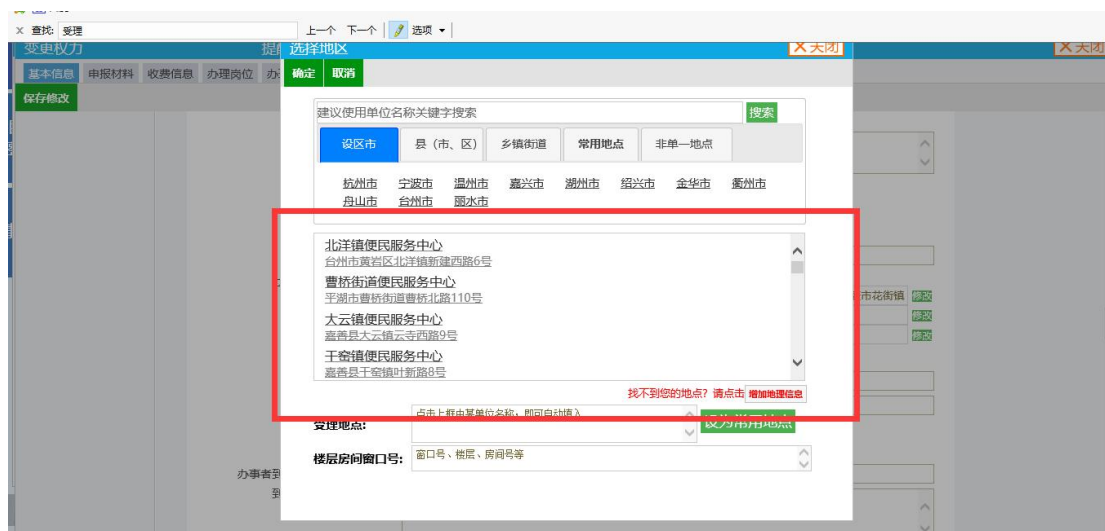 × 查找: 受理 上一个 下一个 选项
变更权力
选择地区 ×关闭 ×关闭
基本信息 申报材料 收费信息 办理岗位
确定 取消
保存修改
建议使用单位名称关键字搜索 搜索
设区市 县（市、区） 乡镇街道 常用地点 非单一地点
杭州市 宁波市 温州市 嘉兴市 湖州市 绍兴市 金华市 衢州市
舟山市 台州市 丽水市
北洋镇便民服务中心
台州市黄岩区北洋镇新建西路6号
曹桥街道便民服务中心
平湖市曹桥街道曹桥北路110号
市花街镇 修改
大云镇便民服务中心
修改
嘉善县大云镇云寺西路9号
修改
干窑镇便民服务中心
嘉善县干窑镇叶新路8号
找不到您的地点？请点击 增加地理信息
点击上框中某单位名称，即可自动填入
受理地点: 设为常用地点
楼层房间窗口号: 窗口号、楼层、房间号等
办事者到
到